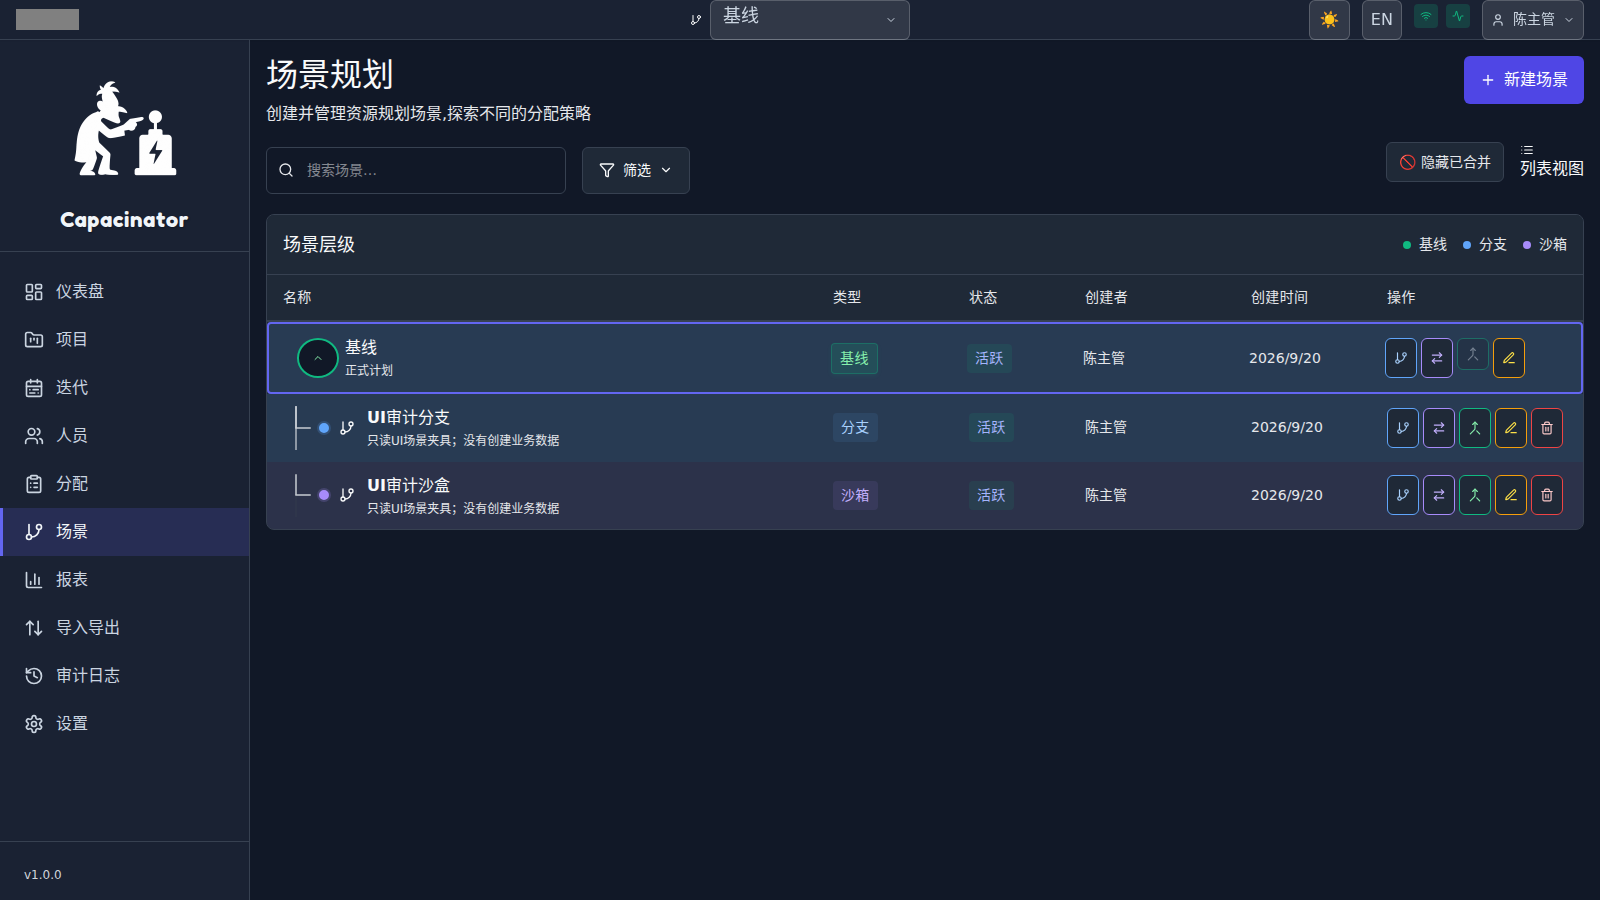 基线
EN
陈主管
Capacinator
仪表盘
项目
迭代
人员
分配
场景
报表
导入导出
审计日志
设置
v1.0.0
场景规划
创建并管理资源规划场景,探索不同的分配策略
新建场景
搜索场景...
筛选
隐藏已合并
列表视图
场景层级
基线 分支 沙箱
名称 类型 状态 创建者 创建时间 操作
基线
正式计划
基线 活跃 陈主管 2026/9/20
UI审计分支
只读UI场景夹具；没有创建业务数据
分支 活跃 陈主管 2026/9/20
UI审计沙盒
只读UI场景夹具；没有创建业务数据
沙箱 活跃 陈主管 2026/9/20